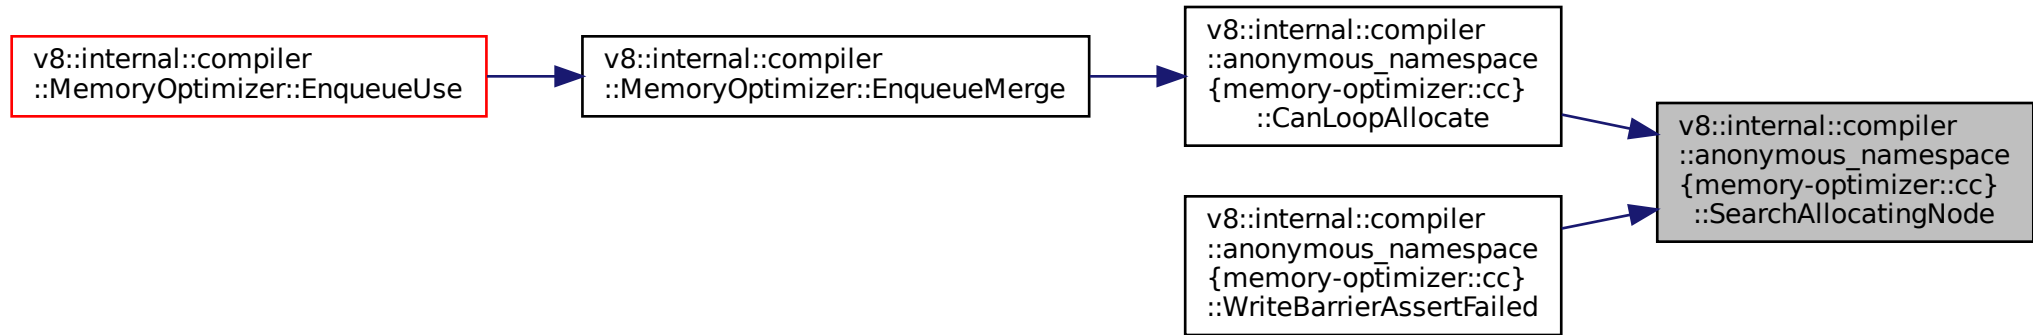 v8::internal::compiler
::MemoryOptimizer::EnqueueUse
v8::internal::compiler
::MemoryOptimizer::EnqueueMerge
v8::internal::compiler
::anonymous_namespace
{memory-optimizer::cc}
::CanLoopAllocate
v8::internal::compiler
::anonymous_namespace
{memory-optimizer::cc}
::WriteBarrierAssertFailed
v8::internal::compiler
::anonymous_namespace
{memory-optimizer::cc}
::SearchAllocatingNode